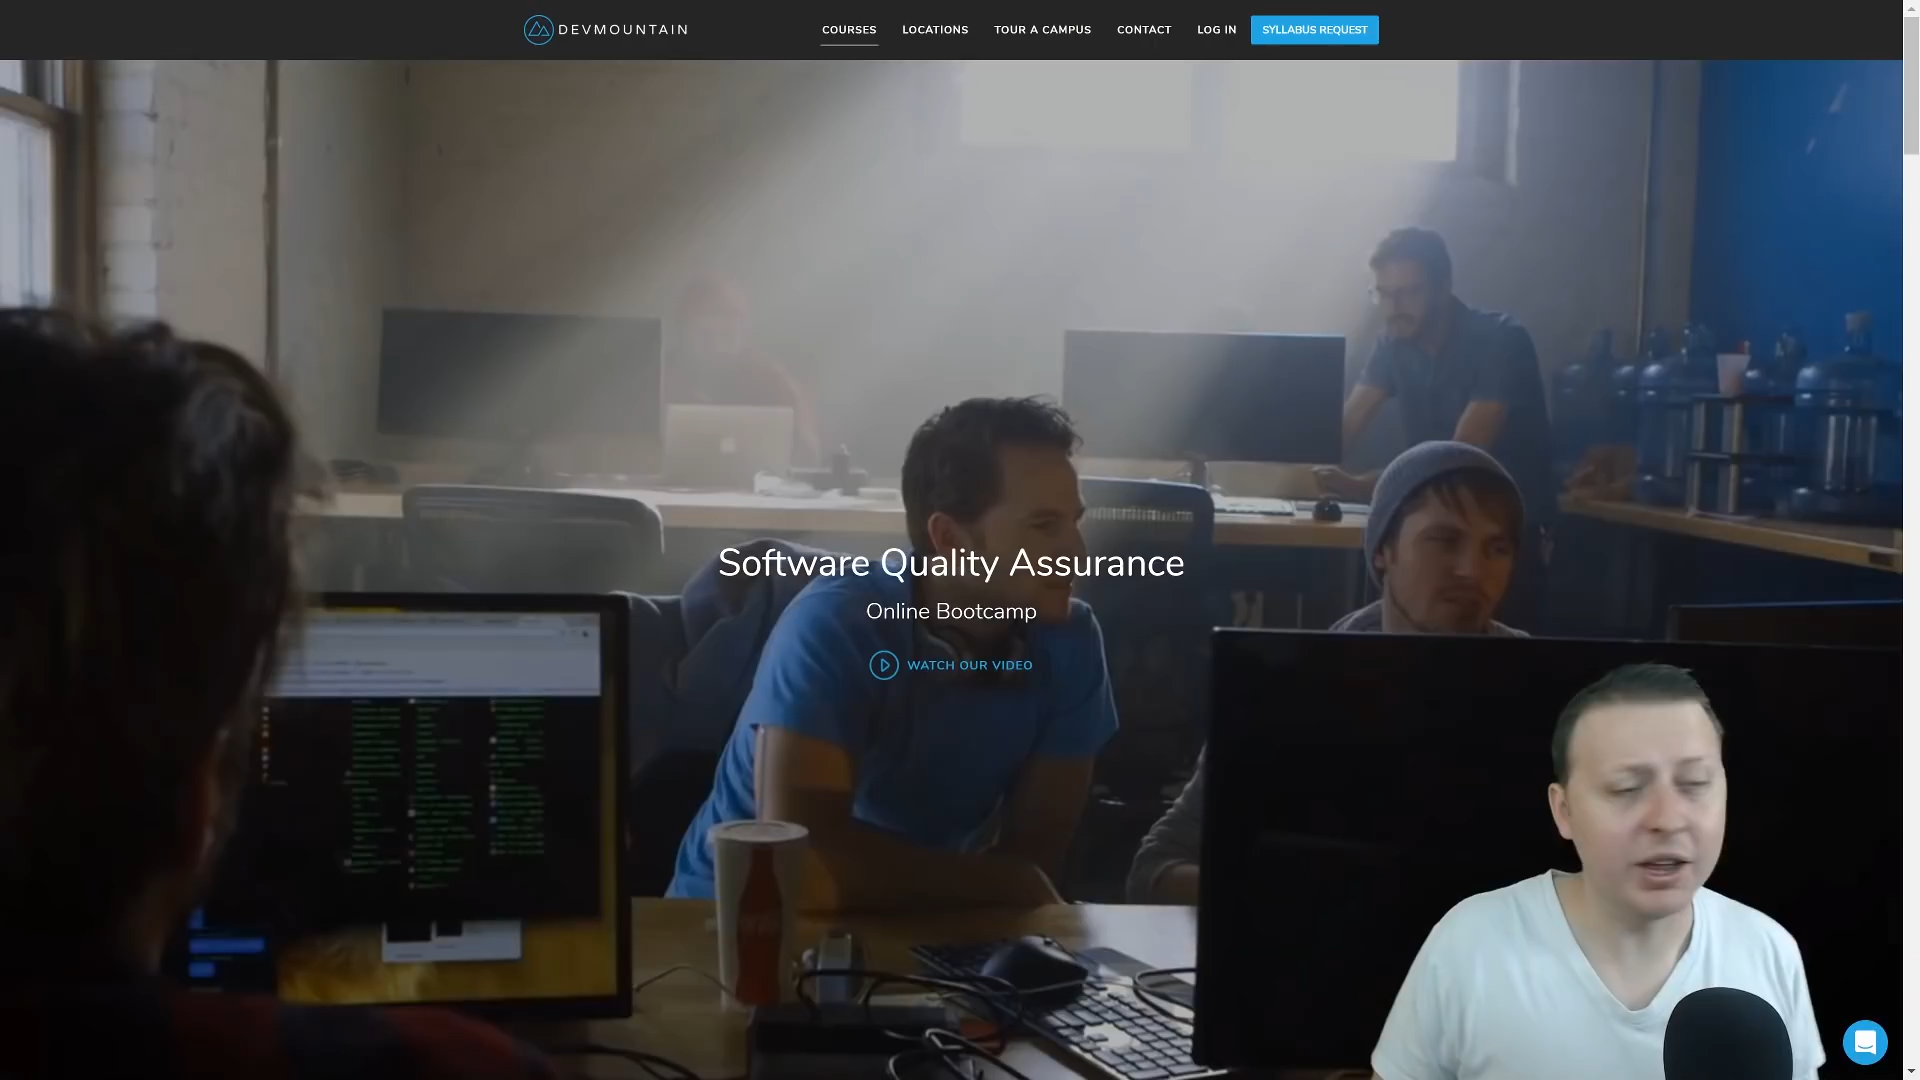 DEVMOUNTAIN
COURSES
LOCATIONS
TOUR A CAMPUS
CONTACT
LOG IN
SYLLABUS REQUEST
Software Quality Assurance
Online Bootcamp
WATCH OUR VIDEO